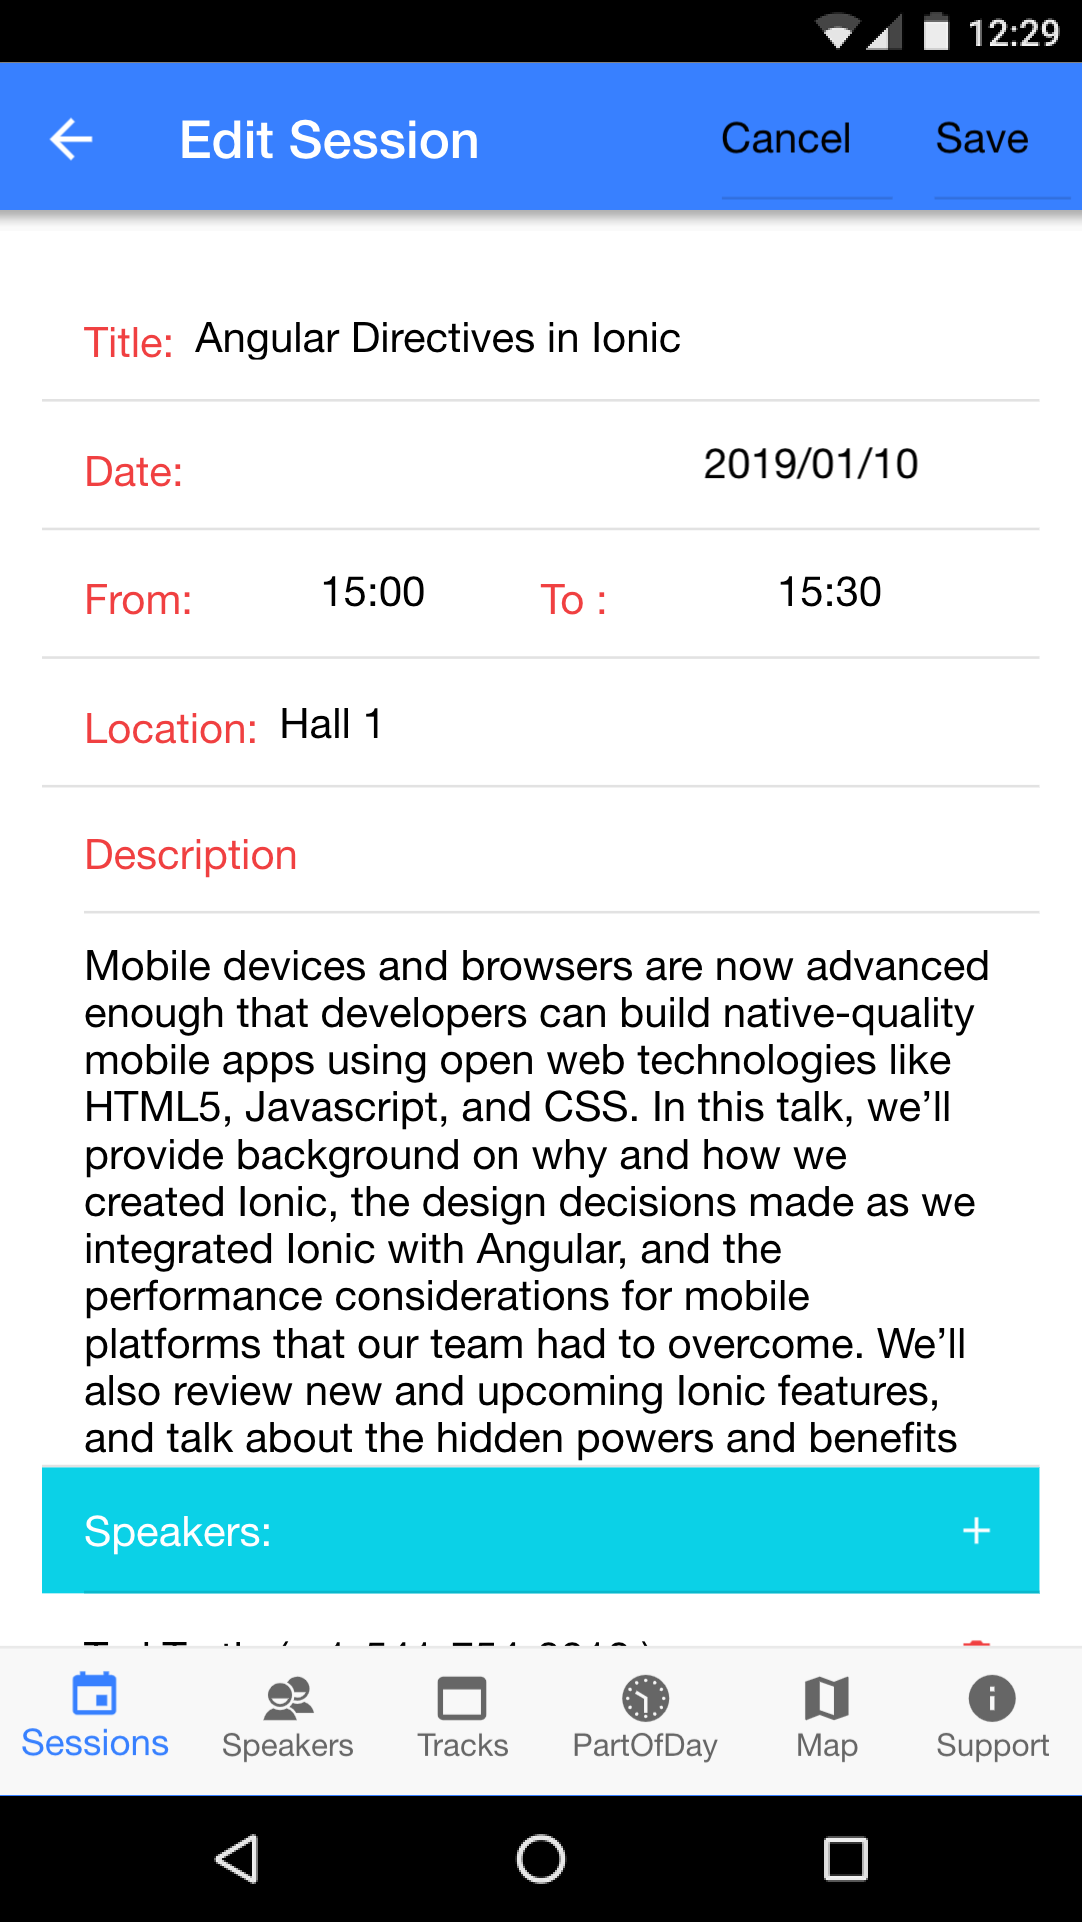 12:29
Edit Session Cancel Save
Title: Angular Directives in Ionic
Date: 2019/01/10
From: 15:00 To : 15:30
Location: Hall 1
Description
Mobile devices and browsers are now advanced
enough that developers can build native-quality
mobile apps using open web technologies like
HTML5, Javascript, and CSS. In this talk, we’ll
provide background on why and how we
created Ionic, the design decisions made as we
integrated Ionic with Angular, and the
performance considerations for mobile
platforms that our team had to overcome. We’ll
also review new and upcoming Ionic features,
and talk about the hidden powers and benefits
Speakers: +
Sessions Speakers Tracks PartOfDay Map Support